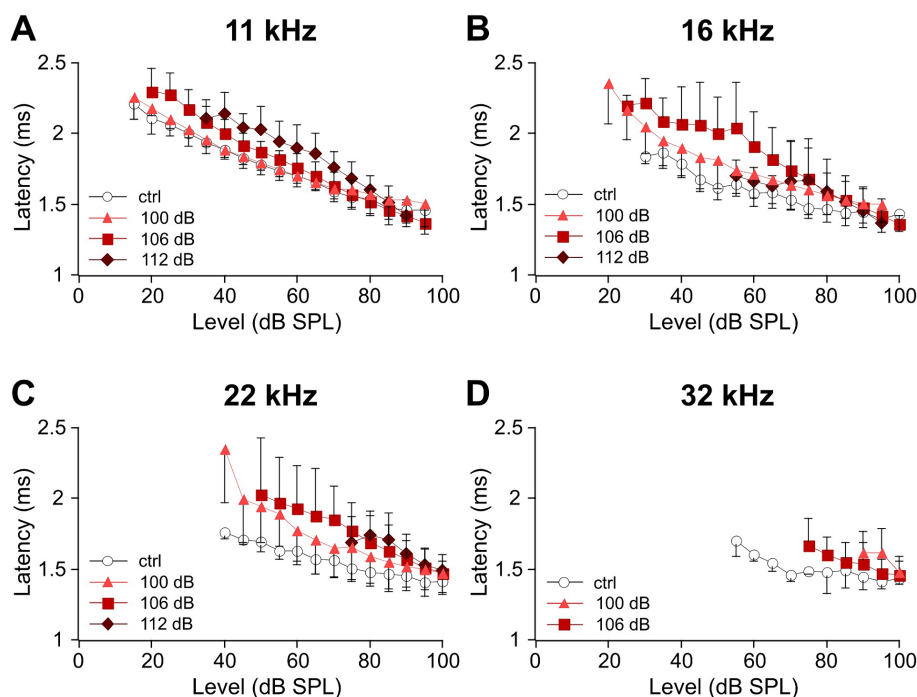 A
11 kHz
2.5
2
1.5
1
Latency (ms)
ctrl
100 dB
106 dB
112 dB
0
20
40
60
80
100
Level (dB SPL)
B
16 kHz
2.5
2
1.5
1
Latency (ms)
ctrl
100 dB
106 dB
112 dB
0
20
40
60
80
100
Level (dB SPL)
C
22 kHz
2.5
2
1.5
1
Latency (ms)
ctrl
100 dB
106 dB
112 dB
0
20
40
60
80
100
Level (dB SPL)
D
32 kHz
2.5
2
1.5
1
Latency (ms)
ctrl
100 dB
106 dB
0
20
40
60
80
100
Level (dB SPL)